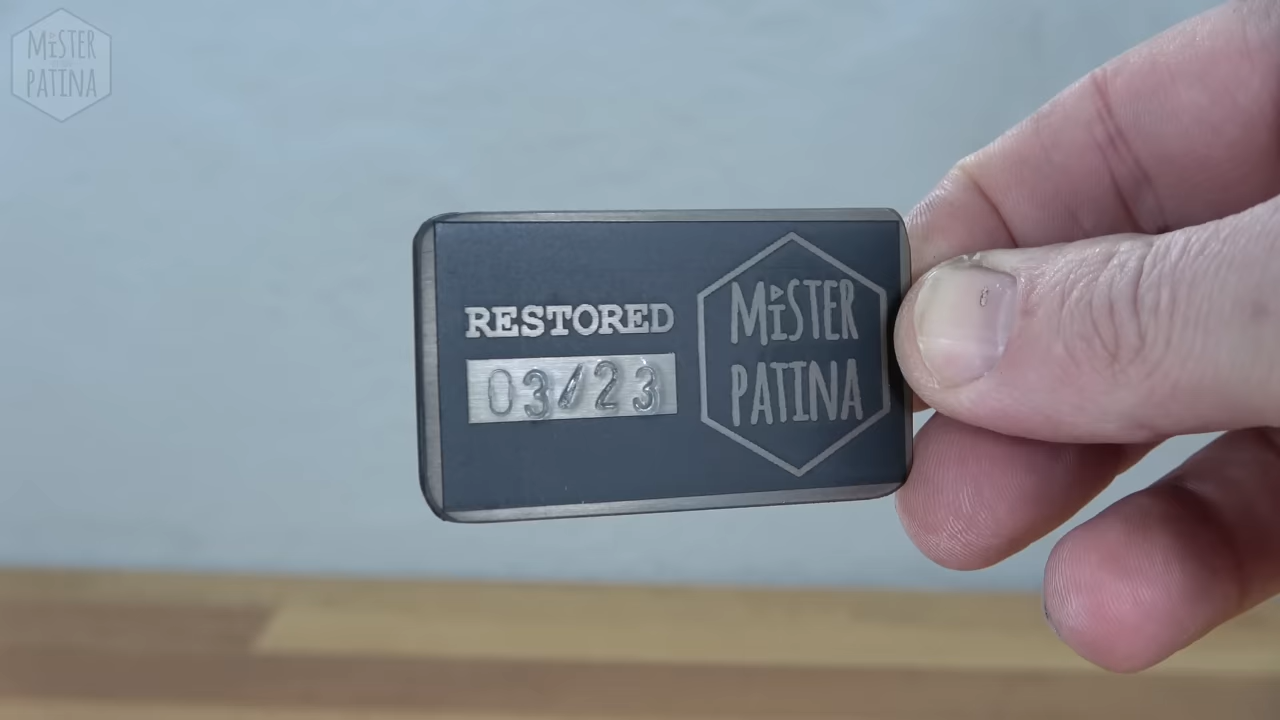 MiSTER
PATINA
RESTORED
03/23
MiSTER
PATINA